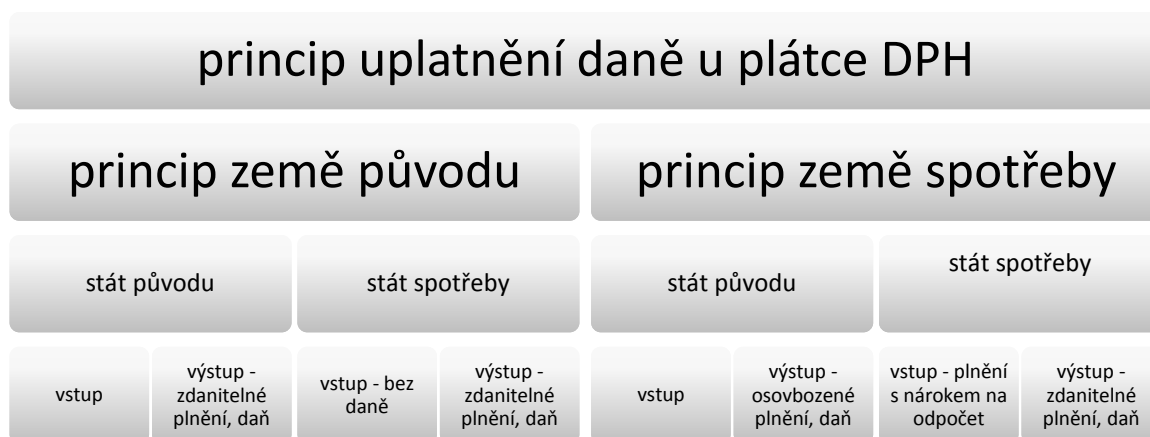 princip uplatnění daně u plátce DPH
princip země původu
princip země spotřeby
stát původu
stát spotřeby
stát původu
stát spotřeby
vstup
výstup -
zdanitelné
plnění, daň
vstup - bez
daně
výstup -
zdanitelné
plnění, daň
vstup
výstup -
osovbozené
plnění, daň
vstup - plnění
s nárokem na
odpočet
výstup -
zdanitelné
plnění, daň